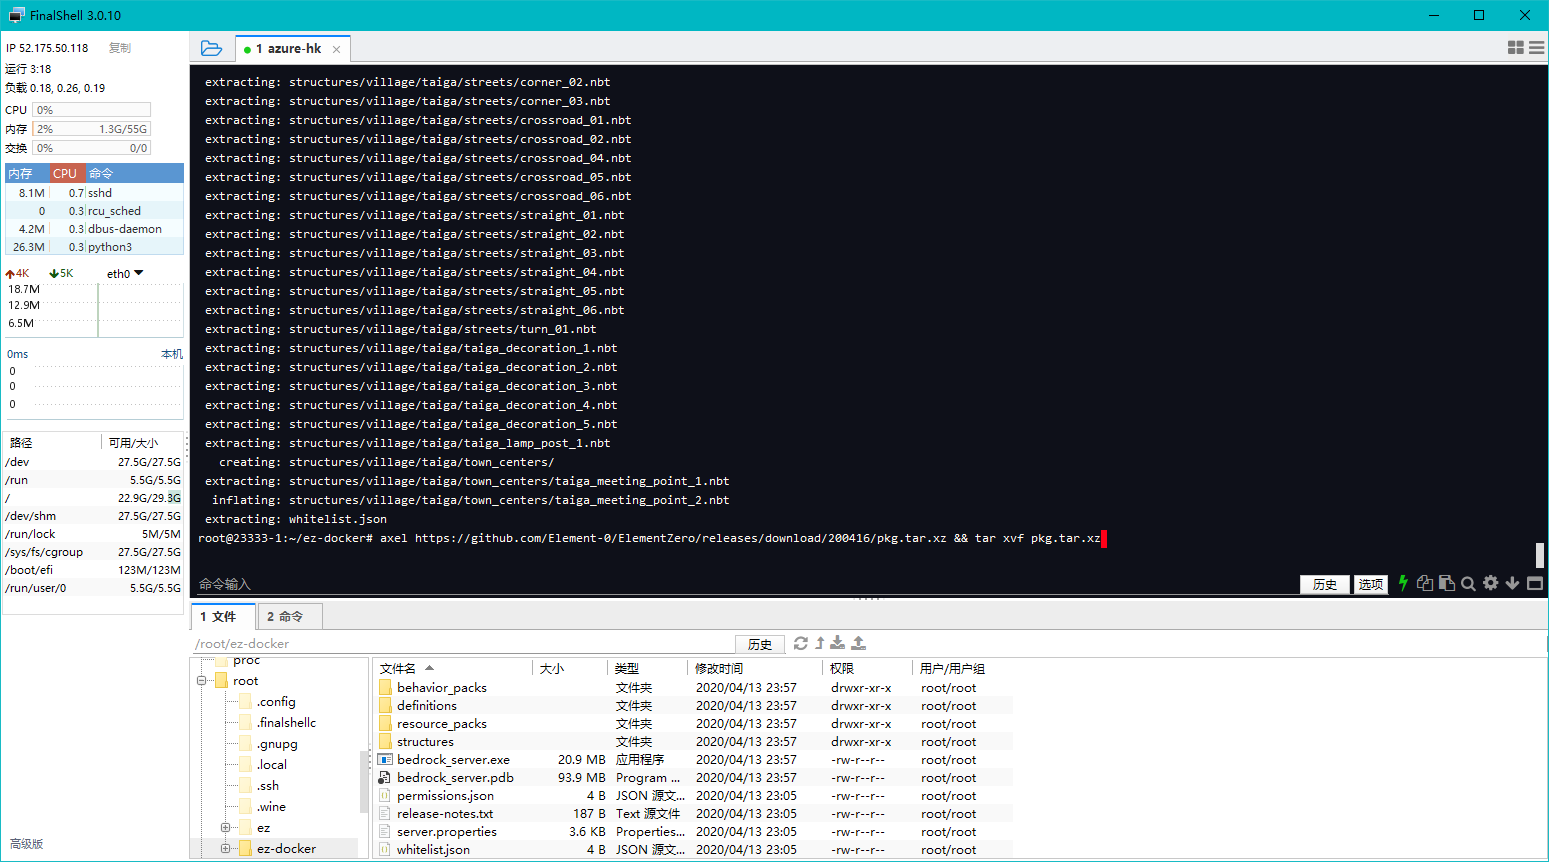 FinalShell 3.0.10
IP 52.175.50.118 复制
运行 3:18
负载 0.18, 0.26, 0.19
CPU 0%
内存 2% 1.3G/55G
交换 0% 0/0
内存 CPU 命令
8.1M 0.7 sshd
0 0.3 rcu_sched
4.2M 0.3 dbus-daemon
26.3M 0.3 python3
4K 5K eth0
18.7M
12.9M
6.5M
0ms 本机
0
0
0
路径 可用/大小
/dev 27.5G/27.5G
/run 5.5G/5.5G
/ 22.9G/29.3G
/dev/shm 27.5G/27.5G
/run/lock 5M/5M
/sys/fs/cgroup 27.5G/27.5G
/boot/efi 123M/123M
/run/user/0 5.5G/5.5G
高级版
1 azure-hk
extracting: structures/village/taiga/streets/corner_02.nbt
extracting: structures/village/taiga/streets/corner_03.nbt
extracting: structures/village/taiga/streets/crossroad_01.nbt
extracting: structures/village/taiga/streets/crossroad_02.nbt
extracting: structures/village/taiga/streets/crossroad_04.nbt
extracting: structures/village/taiga/streets/crossroad_05.nbt
extracting: structures/village/taiga/streets/crossroad_06.nbt
extracting: structures/village/taiga/streets/straight_01.nbt
extracting: structures/village/taiga/streets/straight_02.nbt
extracting: structures/village/taiga/streets/straight_03.nbt
extracting: structures/village/taiga/streets/straight_04.nbt
extracting: structures/village/taiga/streets/straight_05.nbt
extracting: structures/village/taiga/streets/straight_06.nbt
extracting: structures/village/taiga/streets/turn_01.nbt
extracting: structures/village/taiga/taiga_decoration_1.nbt
extracting: structures/village/taiga/taiga_decoration_2.nbt
extracting: structures/village/taiga/taiga_decoration_3.nbt
extracting: structures/village/taiga/taiga_decoration_4.nbt
extracting: structures/village/taiga/taiga_decoration_5.nbt
extracting: structures/village/taiga/taiga_lamp_post_1.nbt
creating: structures/village/taiga/town_centers/
extracting: structures/village/taiga/town_centers/taiga_meeting_point_1.nbt
inflating: structures/village/taiga/town_centers/taiga_meeting_point_2.nbt
extracting: whitelist.json
root@23333-1:~/ez-docker# axel https://github.com/Element-0/ElementZero/releases/download/200416/pkg.tar.xz && tar xvf pkg.tar.xz
命令输入 历史 选项
1 文件 2 命令
/root/ez-docker 历史
proc
root
.config
.finalshellc
.gnupg
.local
.ssh
.wine
ez
ez-docker
文件名 大小 类型 修改时间 权限 用户/用户组
behavior_packs 文件夹 2020/04/13 23:57 drwxr-xr-x root/root
definitions 文件夹 2020/04/13 23:57 drwxr-xr-x root/root
resource_packs 文件夹 2020/04/13 23:57 drwxr-xr-x root/root
structures 文件夹 2020/04/13 23:57 drwxr-xr-x root/root
bedrock_server.exe 20.9 MB 应用程序 2020/04/13 23:57 -rw-r--r-- root/root
bedrock_server.pdb 93.9 MB Program ... 2020/04/13 23:57 -rw-r--r-- root/root
permissions.json 4 B JSON 源文... 2020/04/13 23:05 -rw-r--r-- root/root
release-notes.txt 187 B Text 源文件 2020/04/13 23:05 -rw-r--r-- root/root
server.properties 3.6 KB Properties... 2020/04/13 23:05 -rw-r--r-- root/root
whitelist.json 4 B JSON 源文... 2020/04/13 23:05 -rw-r--r-- root/root